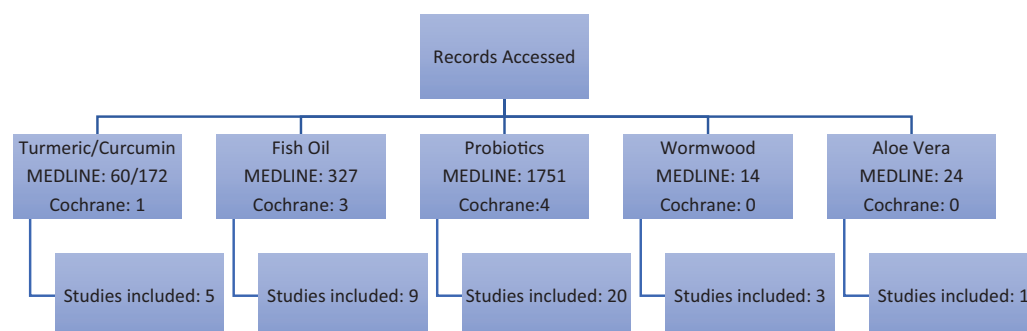 Records Accessed
Turmeric/Curcumin
MEDLINE: 60/172
Cochrane: 1
Fish Oil
MEDLINE: 327
Cochrane: 3
Probiotics
MEDLINE: 1751
Cochrane:4
Wormwood
MEDLINE: 14
Cochrane: 0
Aloe Vera
MEDLINE: 24
Cochrane: 0
Studies included: 5
Studies included: 9
Studies included: 20
Studies included: 3
Studies included: 1